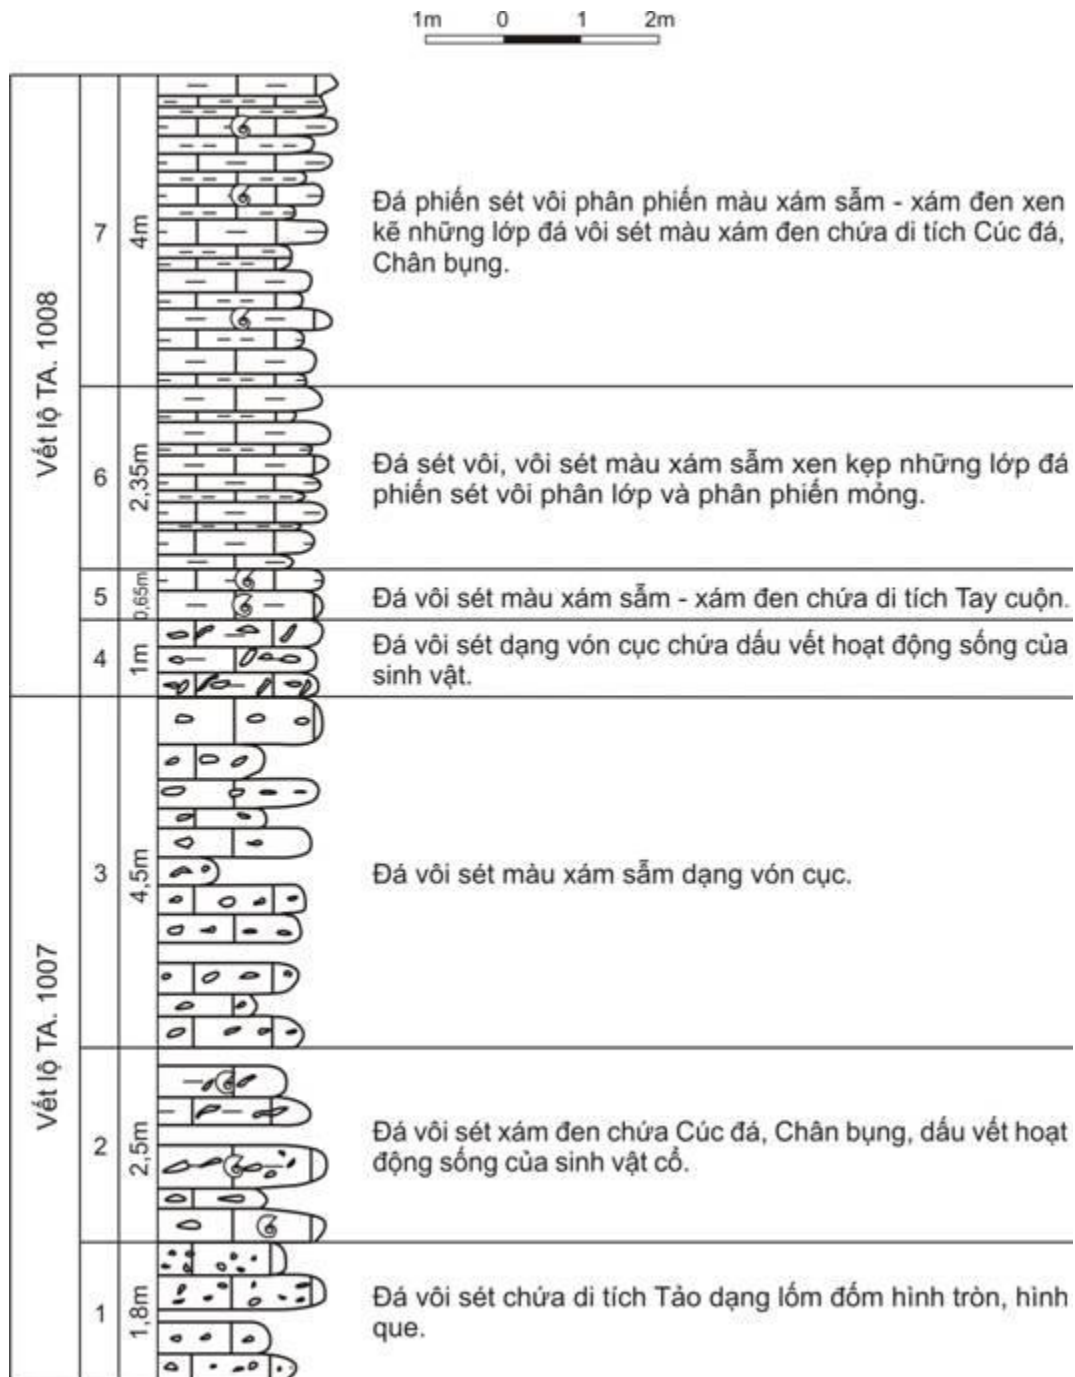 1m 0 1 2m
Vết lộ TA. 1008
7
4m
Đá phiến sét vôi phân phiến màu xám sẫm - xám đen xen
kẽ những lớp đá vôi sét màu xám đen chứa di tích Cúc đá,
Chân bụng.
6
2,35m
Đá sét vôi, vôi sét màu xám sẫm xen kẹp những lớp đá
phiến sét vôi phân lớp và phân phiến mỏng.
5
0,65m
Đá vôi sét màu xám sẫm - xám đen chứa di tích Tay cuộn.
4
1m
Đá vôi sét dạng vón cục chứa dấu vết hoạt động sống của
sinh vật.
Vết lộ TA. 1007
3
4,5m
Đá vôi sét màu xám sẫm dạng vón cục.
2
2,5m
Đá vôi sét xám đen chứa Cúc đá, Chân bụng, dấu vết hoạt
động sống của sinh vật cổ.
1
1,8m
Đá vôi sét chứa di tích Tảo dạng lốm đốm hình tròn, hình
que.